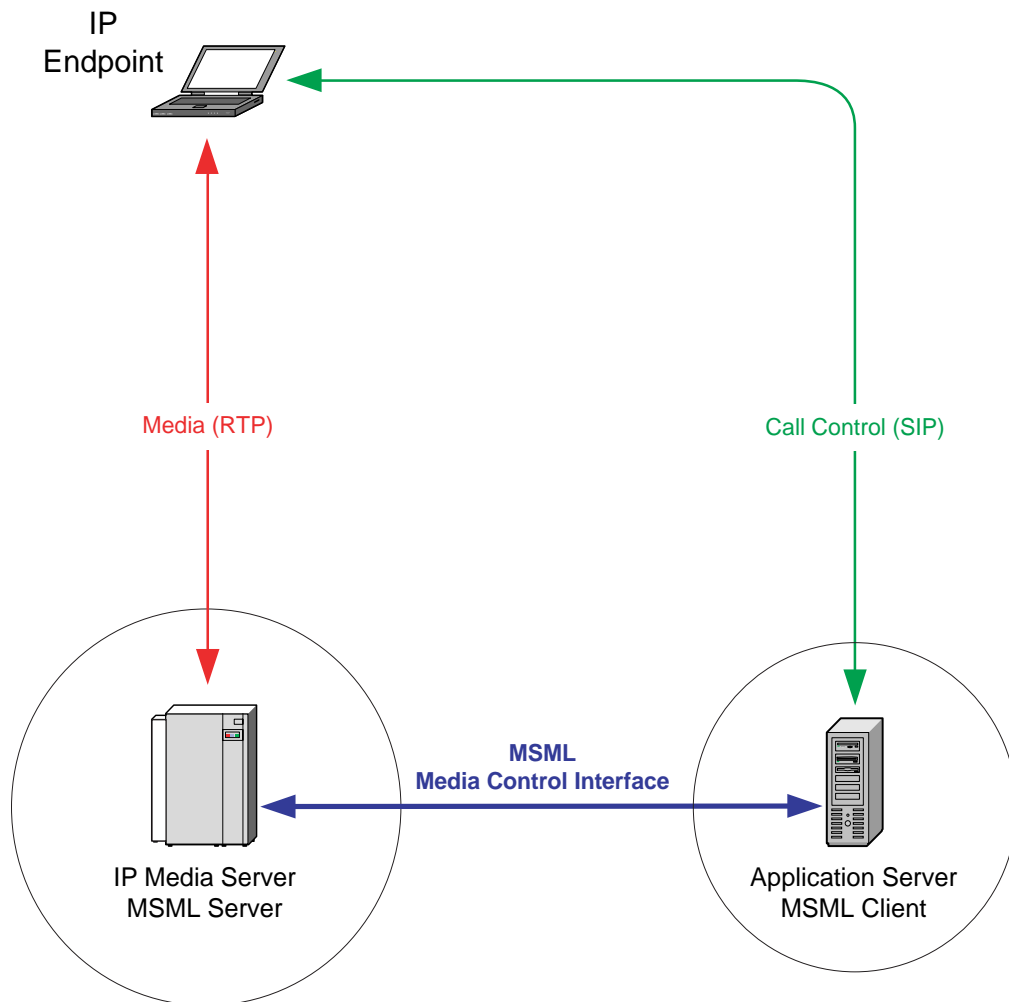 IP
Endpoint
Media (RTP)
Call Control (SIP)
MSML
Media Control Interface
IP Media Server
MSML Server
Application Server
MSML Client